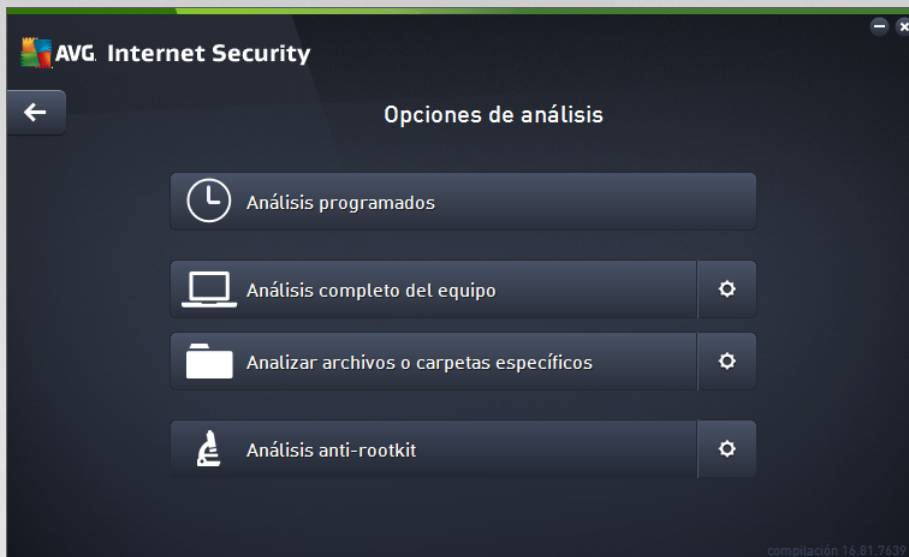 AVG. Internet Security
Opciones de análisis
Análisis programados
Análisis completo del equipo
Analizar archivos o carpetas específicos
Análisis anti-rootkit
compilación 16.81.7639